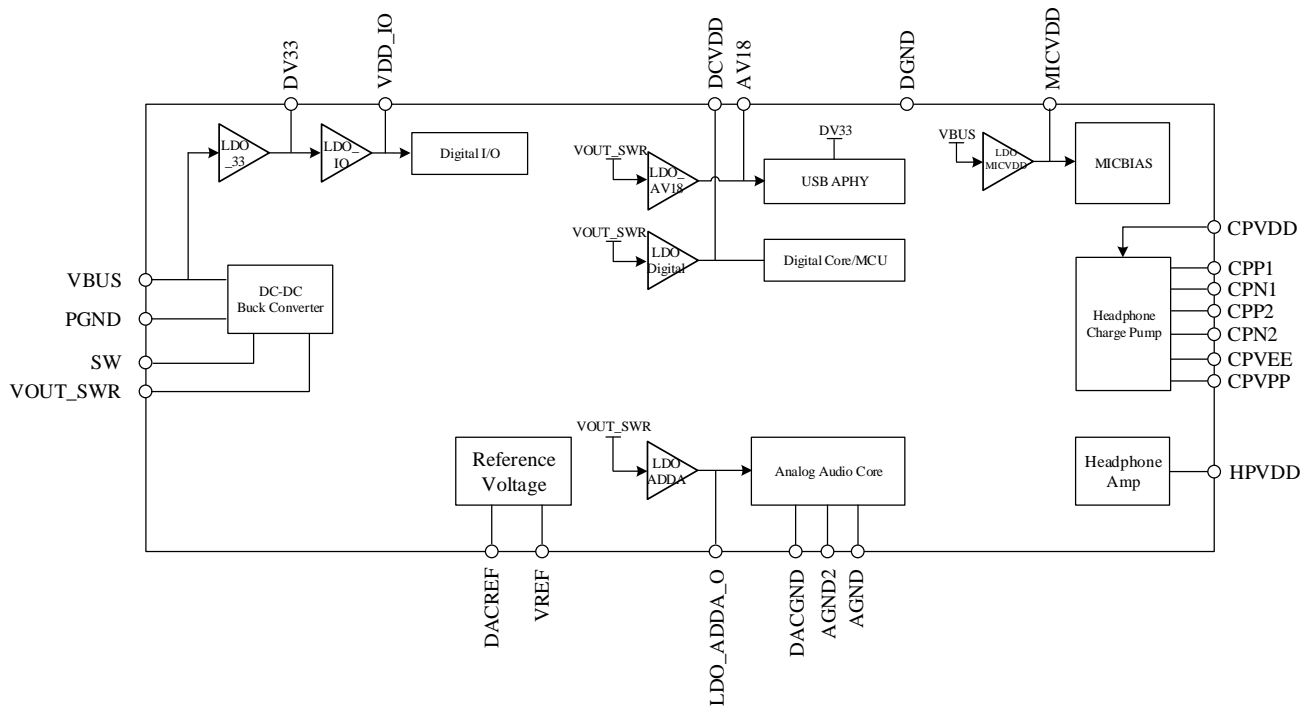 DV33
VDD_IO
DCVDD
AV18
DGND
MICVDD
LDO
_33
LDO_
IO
Digital I/O
VOUT_SWR
LDO_
AV18
DV33
USB APHY
VBUS
LDO
MICVDD
MICBIAS
VOUT_SWR
LDO
Digital
Digital Core/MCU
VBUS
PGND
SW
VOUT_SWR
DC-DC
Buck Converter
CPVDD
CPP1
CPN1
CPP2
CPN2
CPVEE
CPVPP
Headphone
Charge Pump
Reference
Voltage
VOUT_SWR
LDO
ADDA
Analog Audio Core
Headphone
Amp
HPVDD
DACREF
VREF
LDO_ADDA_O
DACGND
AGND2
AGND